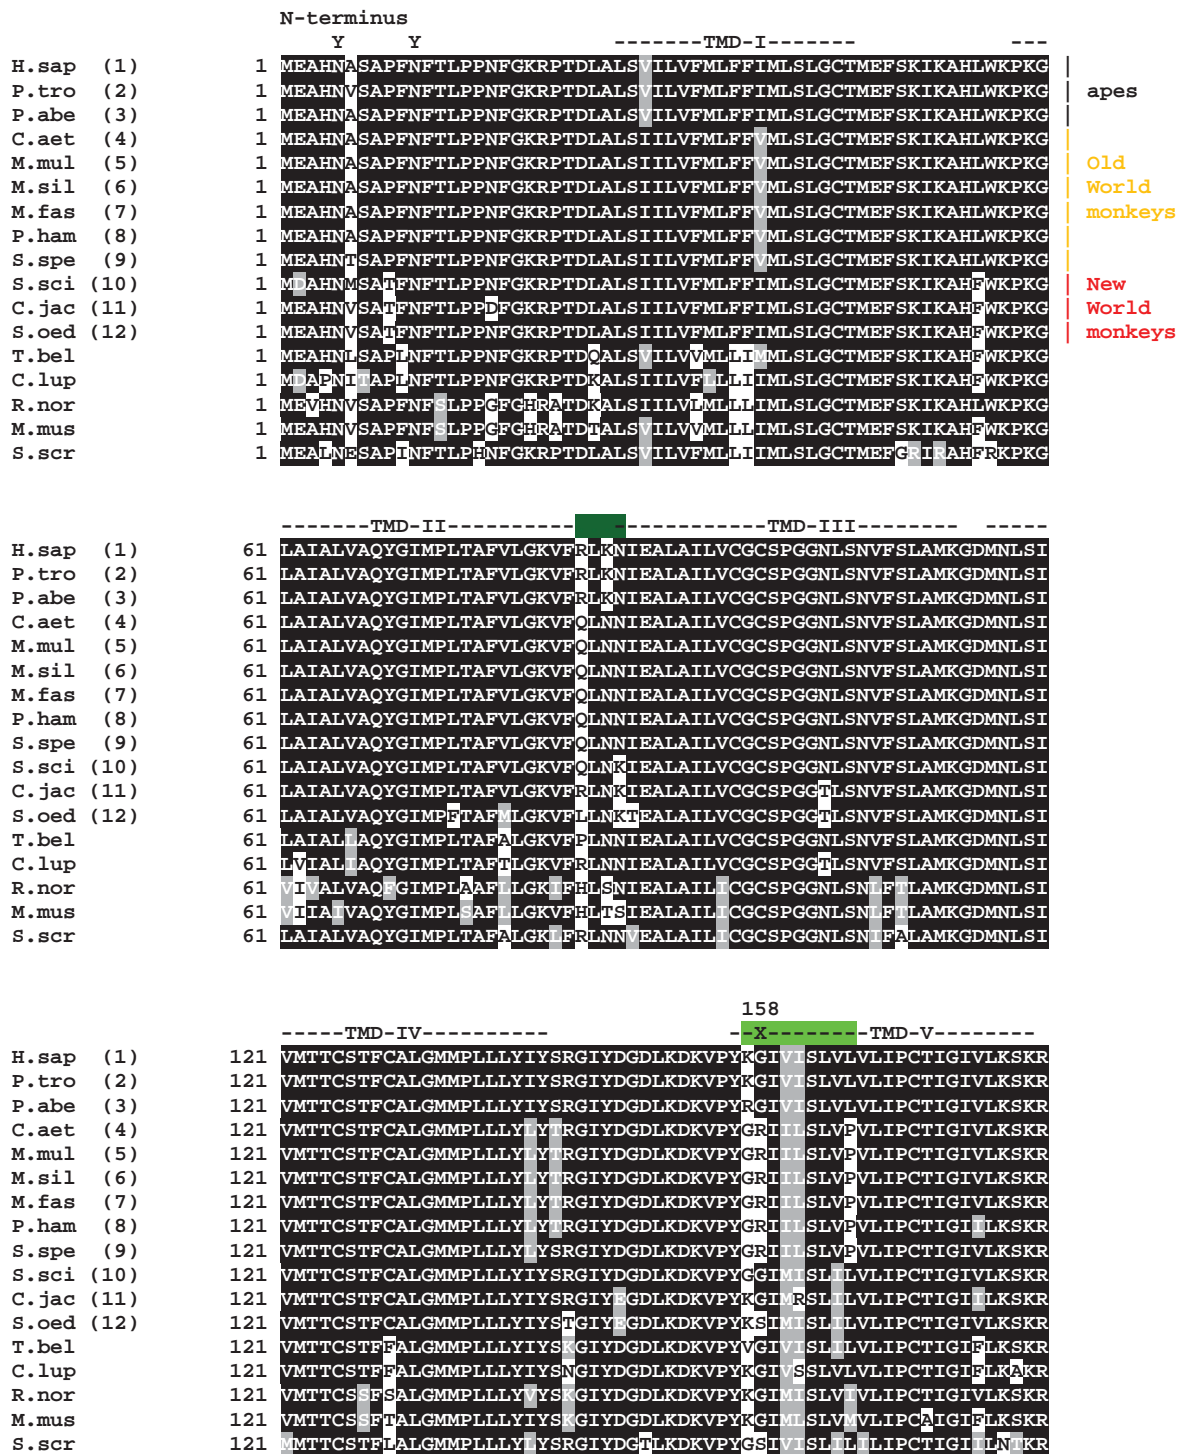 N-terminus
Y Y -------TMD-I------- ---
H.sap (1) 1 MEAHNASAPFNFTLPPNFGKRPTDLALSVILVFMLFFIMLSLGCTMEFSKIKAHLWKPKG |
P.tro (2) 1 MEAHNVSAPFNFTLPPNFGKRPTDLALSVILVFMLFFIMLSLGCTMEFSKIKAHLWKPKG | apes
P.abe (3) 1 MEAHNASAPFNFTLPPNFGKRPTDLALSVILVFMLFFIMLSLGCTMEFSKIKAHLWKPKG |
C.aet (4) 1 MEAHNASAPFNFTLPPNFGKRPTDLALSIILVFMLFFVMLSLGCTMEFSKIKAHLWKPKG |
M.mul (5) 1 MEAHNASAPFNFTLPPNFGKRPTDLALSIILVFMLFFVMLSLGCTMEFSKIKAHLWKPKG | Old
M.sil (6) 1 MEAHNASAPFNFTLPPNFGKRPTDLALSIILVFMLFFVMLSLGCTMEFSKIKAHLWKPKG | World
M.fas (7) 1 MEAHNASAPFNFTLPPNFGKRPTDLALSIILVFMLFFVMLSLGCTMEFSKIKAHLWKPKG | monkeys
P.ham (8) 1 MEAHNASAPFNFTLPPNFGKRPTDLALSIILVFMLFFVMLSLGCTMEFSKIKAHLWKPKG |
S.spe (9) 1 MEAHNTSAPFNFTLPPNFGKRPTDLALSIILVFMLFFVMLSLGCTMEFSKIKAHLWKPKG |
S.sci (10) 1 MDAHNMSATFNFTLPPNFGKRPTDLALSIILVFMLFFIMLSLGCTMEFSKIKAHFWKPKG | New
C.jac (11) 1 MEAHNVSATFNFTLPPDFGKRPTDLALSIILVFMLFFIMLSLGCTMEFSKIKAHFWKPKG | World
S.oed (12) 1 MEAHNVSATFNFTLPPNFGKRPTDLALSIILVFMLFFIMLSLGCTMEFSKIKAHFWKPKG | monkeys
T.bel 1 MEAHNLSAPLNFTLPPNFGKRPTDQALSVILVVMLLIMMLSLGCTMEFSKIKAHFWKPKG
C.lup 1 MDAPNITAPLNFTLPPNFGKRPTDKALSIILVFLLLIIMLSLGCTMEFSKIKAHFWKPKG
R.nor 1 MEVHNVSAPFNFSLPPGFGHRATDKALSIILVLMLLLIMLSLGCTMEFSKIKAHLWKPKG
M.mus 1 MEAHNVSAPFNFSLPPGFGHRATDTALSVILVVMLLLIMLSLGCTMEFSKIKAHFWKPKG
S.scr 1 MEALNESAPINFTLPHNFGKRPTDLALSVILVFMLLIIMLSLGCTMEFGRIRAHFRKPKG
-------TMD-II---------- -----------TMD-III-------- -----
H.sap (1) 61 LAIALVAQYGIMPLTAFVLGKVFRLKNIEALAILVCGCSPGGNLSNVFSLAMKGDMNLSI
P.tro (2) 61 LAIALVAQYGIMPLTAFVLGKVFRLKNIEALAILVCGCSPGGNLSNVFSLAMKGDMNLSI
P.abe (3) 61 LAIALVAQYGIMPLTAFVLGKVFRLKNIEALAILVCGCSPGGNLSNVFSLAMKGDMNLSI
C.aet (4) 61 LAIALVAQYGIMPLTAFVLGKVFQLNNIEALAILVCGCSPGGNLSNVFSLAMKGDMNLSI
M.mul (5) 61 LAIALVAQYGIMPLTAFVLGKVFQLNNIEALAILVCGCSPGGNLSNVFSLAMKGDMNLSI
M.sil (6) 61 LAIALVAQYGIMPLTAFVLGKVFQLNNIEALAILVCGCSPGGNLSNVFSLAMKGDMNLSI
M.fas (7) 61 LAIALVAQYGIMPLTAFVLGKVFQLNNIEALAILVCGCSPGGNLSNVFSLAMKGDMNLSI
P.ham (8) 61 LAIALVAQYGIMPLTAFVLGKVFQLNNIEALAILVCGCSPGGNLSNVFSLAMKGDMNLSI
S.spe (9) 61 LAIALVAQYGIMPLTAFVLGKVFQLNNIEALAILVCGCSPGGNLSNVFSLAMKGDMNLSI
S.sci (10) 61 LAIALVAQYGIMPLTAFVLGKVFQLNKIEALAILVCGCSPGGNLSNVFSLAMKGDMNLSI
C.jac (11) 61 LAIALVAQYGIMPLTAFVLGKVFRLNKIEALAILVCGCSPGGTLSNVFSLAMKGDMNLSI
S.oed (12) 61 LAIALVAQYGIMPFTAFMLGKVFLLNKTEALAILVCGCSPGGTLSNVFSLAMKGDMNLSI
T.bel 61 LAIALLAQYGIMPLTAFALGKVFPLNNIEALAILVCGCSPGGNLSNVFSLAMKGDMNLSI
C.lup 61 LVIALIAQYGIMPLTAFTLGKVFRLNNIEALAILVCGCSPGGTLSNVFSLAMKGDMNLSI
R.nor 61 VIVALVAQFGIMPLAAFLLGKIFHLSNIEALAILICGCSPGGNLSNLFTLAMKGDMNLSI
M.mus 61 VIIAIVAQYGIMPLSAFLLGKVFHLTSIEALAILICGCSPGGNLSNLFTLAMKGDMNLSI
S.scr 61 LAIALVAQYGIMPLTAFALGKLFRLNNVEALAILICGCSPGGNLSNIFALAMKGDMNLSI
158
-----TMD-IV---------- --X--------TMD-V--------
H.sap (1) 121 VMTTCSTFCALGMMPLLLYIYSRGIYDGDLKDKVPYKGIVISLVLVLIPCTIGIVLKSKR
P.tro (2) 121 VMTTCSTFCALGMMPLLLYIYSRGIYDGDLKDKVPYKGIVISLVLVLIPCTIGIVLKSKR
P.abe (3) 121 VMTTCSTFCALGMMPLLLYIYSRGIYDGDLKDKVPYRGIVISLVLVLIPCTIGIVLKSKR
C.aet (4) 121 VMTTCSTFCALGMMPLLLYLYTRGIYDGDLKDKVPYGRIILSLVPVLIPCTIGIVLKSKR
M.mul (5) 121 VMTTCSTFCALGMMPLLLYLYTRGIYDGDLKDKVPYGRIILSLVPVLIPCTIGIVLKSKR
M.sil (6) 121 VMTTCSTFCALGMMPLLLYLYTRGIYDGDLKDKVPYGRIILSLVPVLIPCTIGIVLKSKR
M.fas (7) 121 VMTTCSTFCALGMMPLLLYLYTRGIYDGDLKDKVPYGRIILSLVPVLIPCTIGIVLKSKR
P.ham (8) 121 VMTTCSTFCALGMMPLLLYLYTRGIYDGDLKDKVPYGRIILSLVPVLIPCTIGIILKSKR
S.spe (9) 121 VMTTCSTFCALGMMPLLLYLYSRGIYDGDLKDKVPYGRIILSLVPVLIPCTIGIVLKSKR
S.sci (10) 121 VMTTCSTFCALGMMPLLLYIYSRGIYDGDLKDKVPYGGIMISLILVLIPCTIGIVLKSKR
C.jac (11) 121 VMTTCSTFCALGMMPLLLYIYSRGIYEGDLKDKVPYKGIMRSLILVLIPCTIGIILKSKR
S.oed (12) 121 VMTTCSTFCALGMMPLLLYIYSTGIYEGDLKDKVPYKSIMISLILVLIPCTIGIVLKSKR
T.bel 121 VMTTCSTFFALGMMPLLLYIYSKGIYDGDLKDKVPYVGIVISLILVLIPCTIGIFLKSKR
C.lup 121 VMTTCSTFFALGMMPLLLYIYSNGIYDGDLKDKVPYKGIVSSLVLVLIPCTIGIFLKAKR
R.nor 121 VMTTCSSFSALGMMPLLLYVYSKGIYDGDLKDKVPYKGIMISLVIVLIPCTIGIVLKSKR
M.mus 121 VMTTCSSFTALGMMPLLLYIYSKGIYDGDLKDKVPYKGIMLSLVMVLIPCAIGIFLKSKR
S.scr 121 MMTTCSTFLALGMMPLLLYIYSRGIYDGTLKDKVPYGSIVISLILILIPCTIGIILNTKR